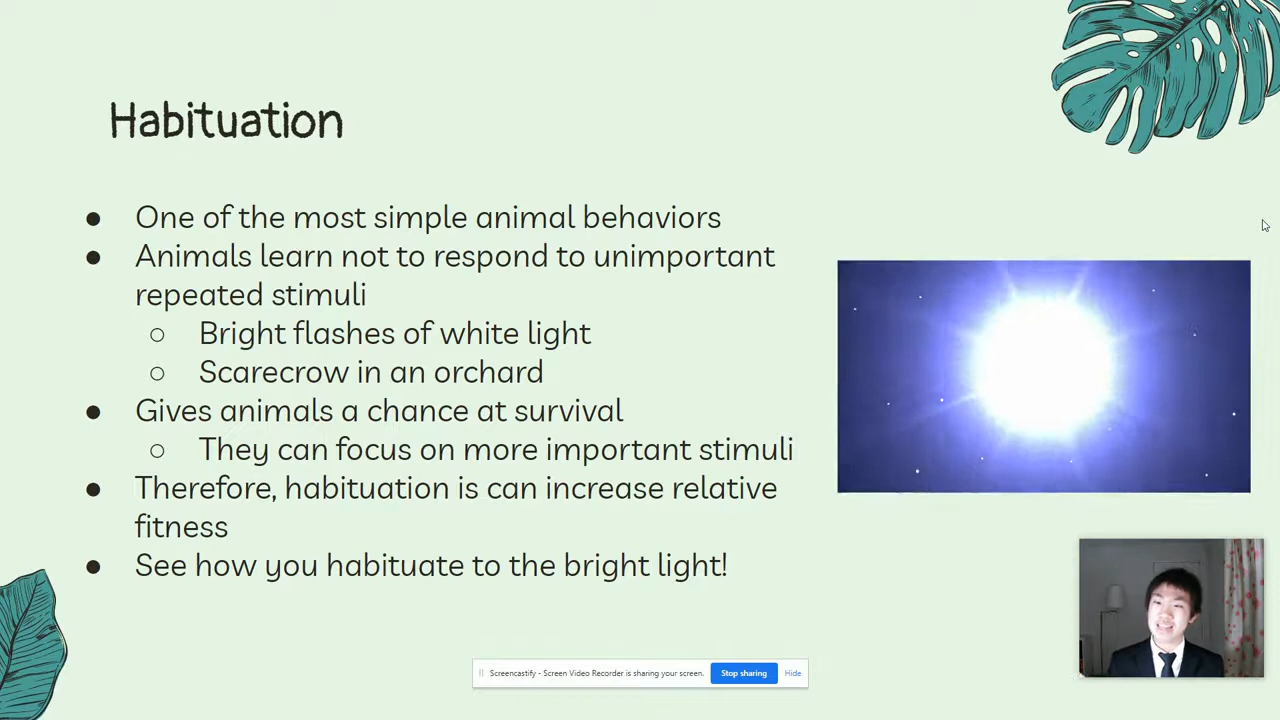 Habituation
● One of the most simple animal behaviors
● Animals learn not to respond to unimportant
repeated stimuli
○ Bright flashes of white light
○ Scarecrow in an orchard
● Gives animals a chance at survival
○ They can focus on more important stimuli
● Therefore, habituation is can increase relative
fitness
● See how you habituate to the bright light!
Screencastify - Screen Video Recorder is sharing your screen. Stop sharing Hide